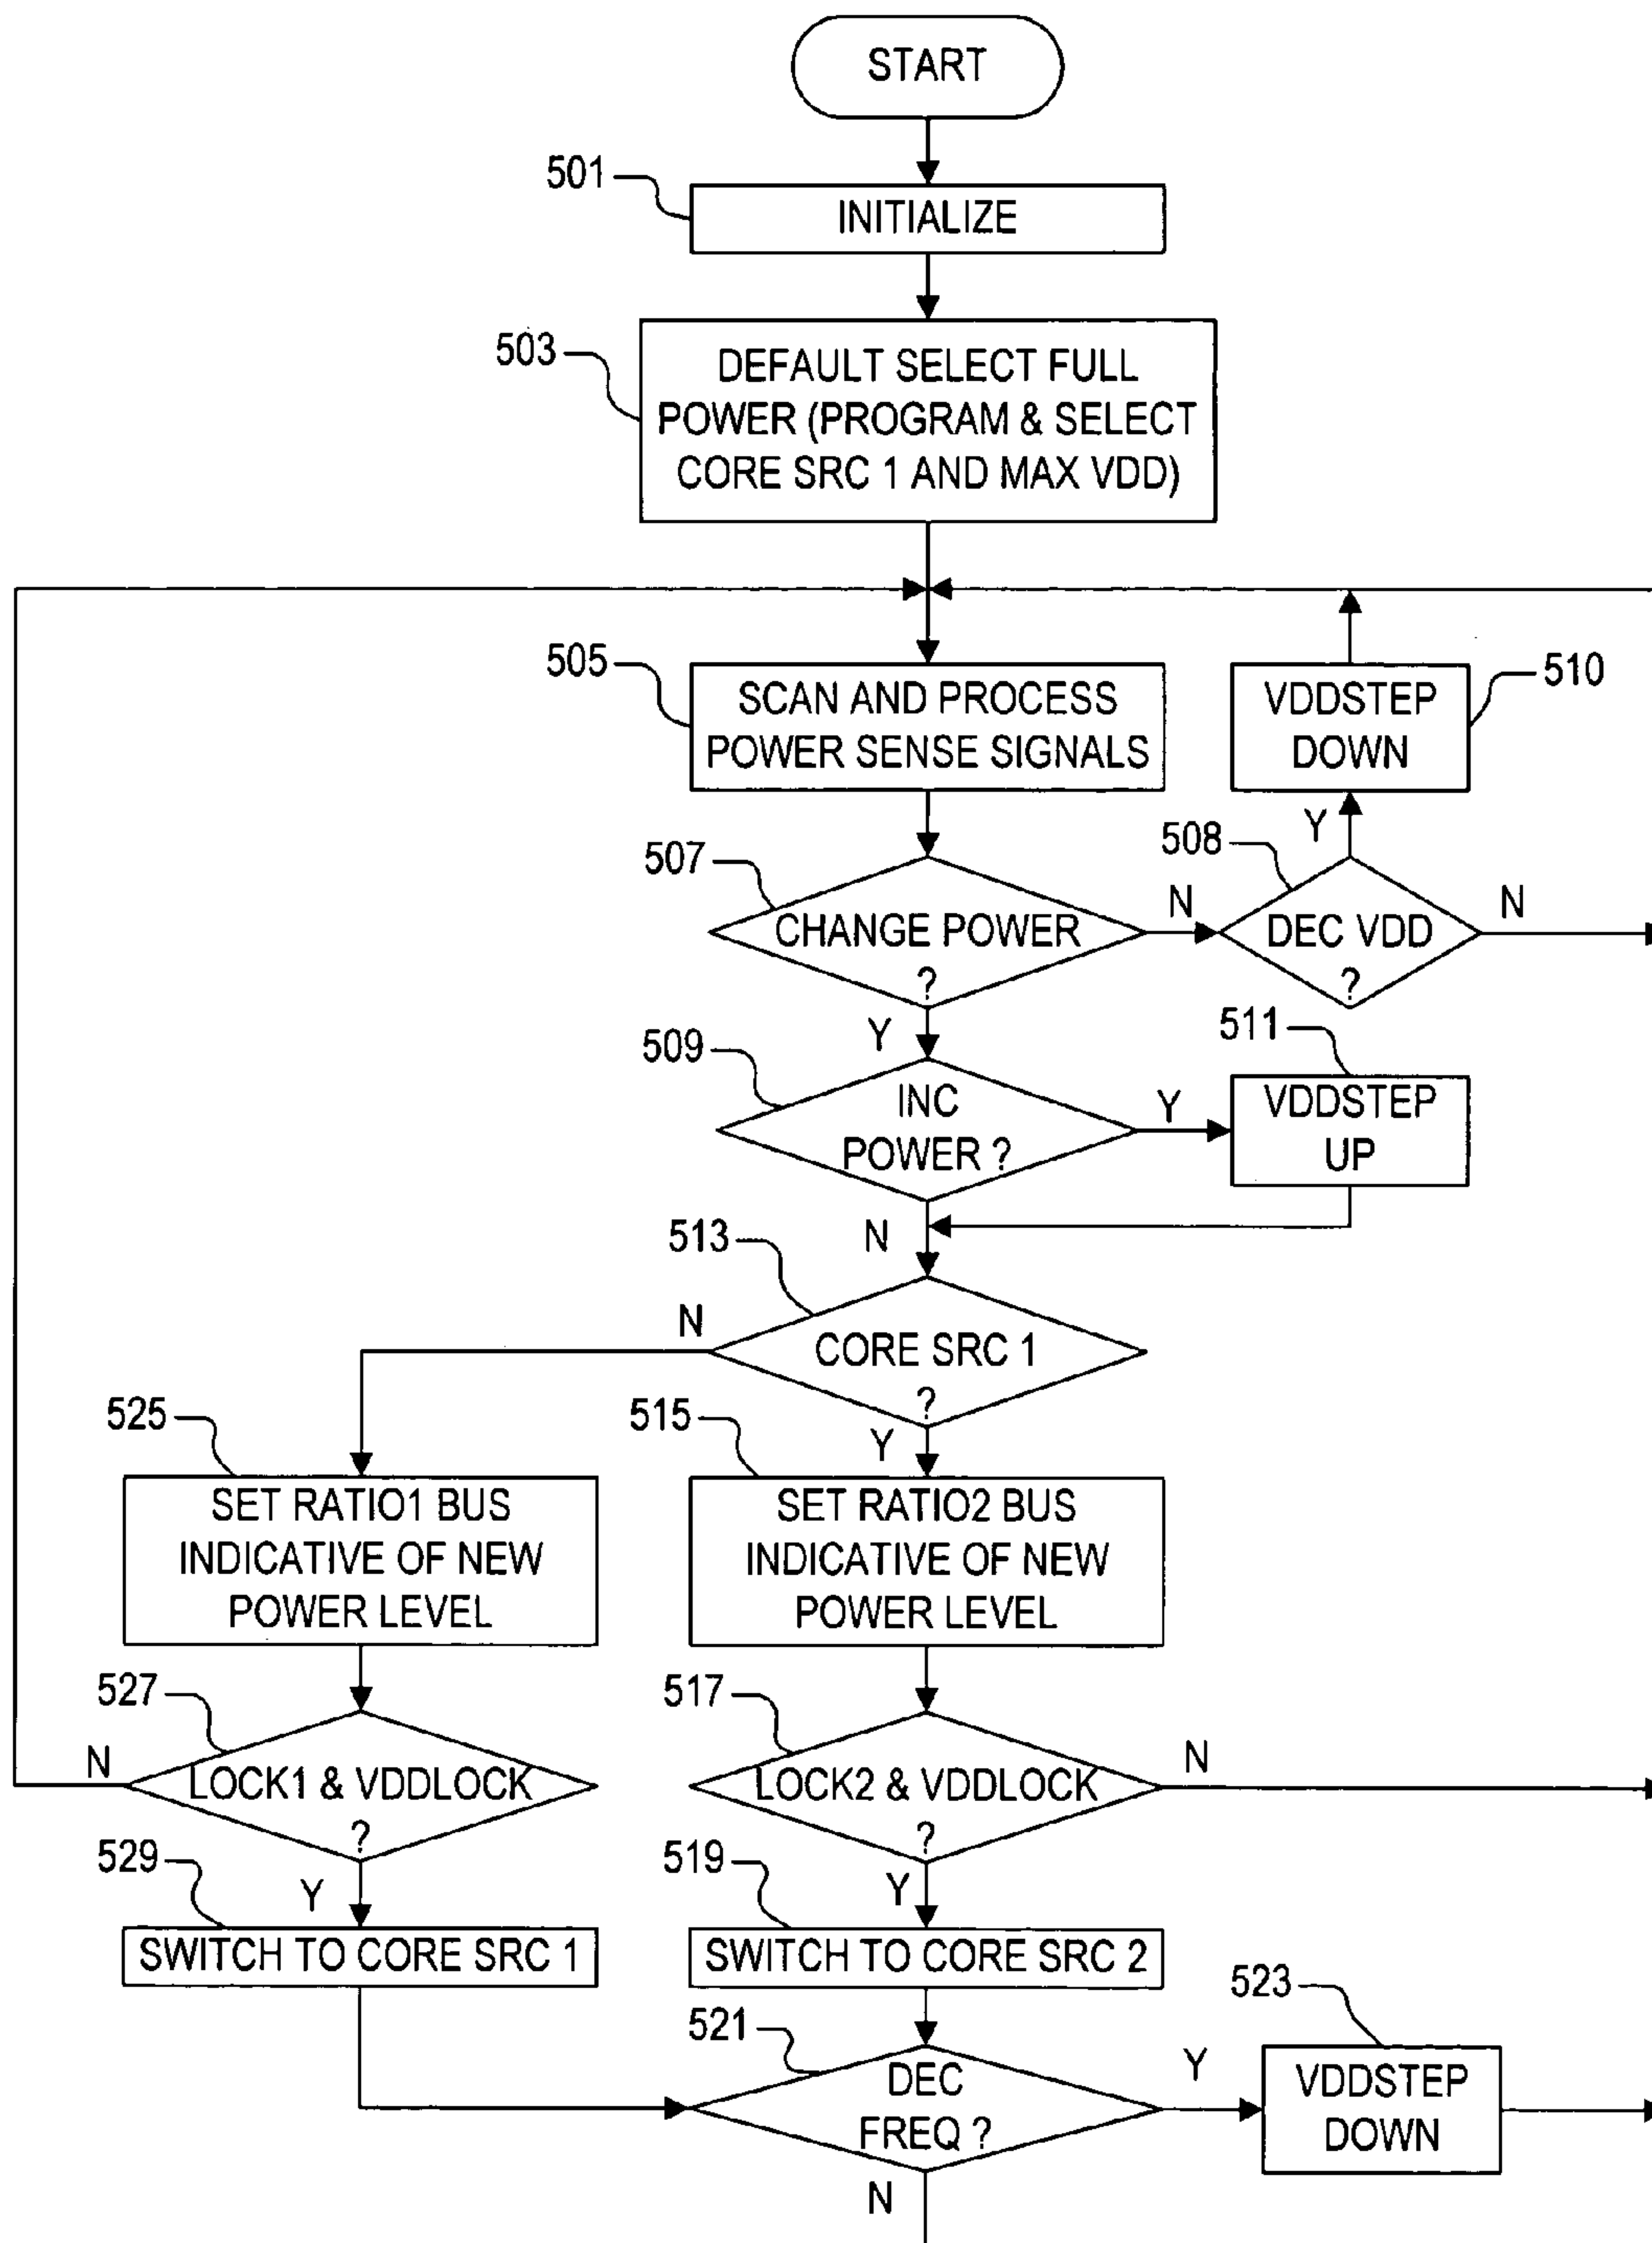 START
501
INITIALIZE
503
DEFAULT SELECT FULL
POWER (PROGRAM & SELECT
CORE SRC 1 AND MAX VDD)
505
SCAN AND PROCESS
POWER SENSE SIGNALS
VDDSTEP
DOWN
510
507
CHANGE POWER
?
N
508
Y
DEC VDD
?
N
Y
509
INC
POWER ?
Y
511
VDDSTEP
UP
N
513
CORE SRC 1
?
N
Y
525
SET RATIO1 BUS
INDICATIVE OF NEW
POWER LEVEL
515
SET RATIO2 BUS
INDICATIVE OF NEW
POWER LEVEL
527
N
LOCK1 & VDDLOCK
?
517
LOCK2 & VDDLOCK
?
N
529
Y
SWITCH TO CORE SRC 1
519
Y
SWITCH TO CORE SRC 2
521
DEC
FREQ ?
Y
523
VDDSTEP
DOWN
N